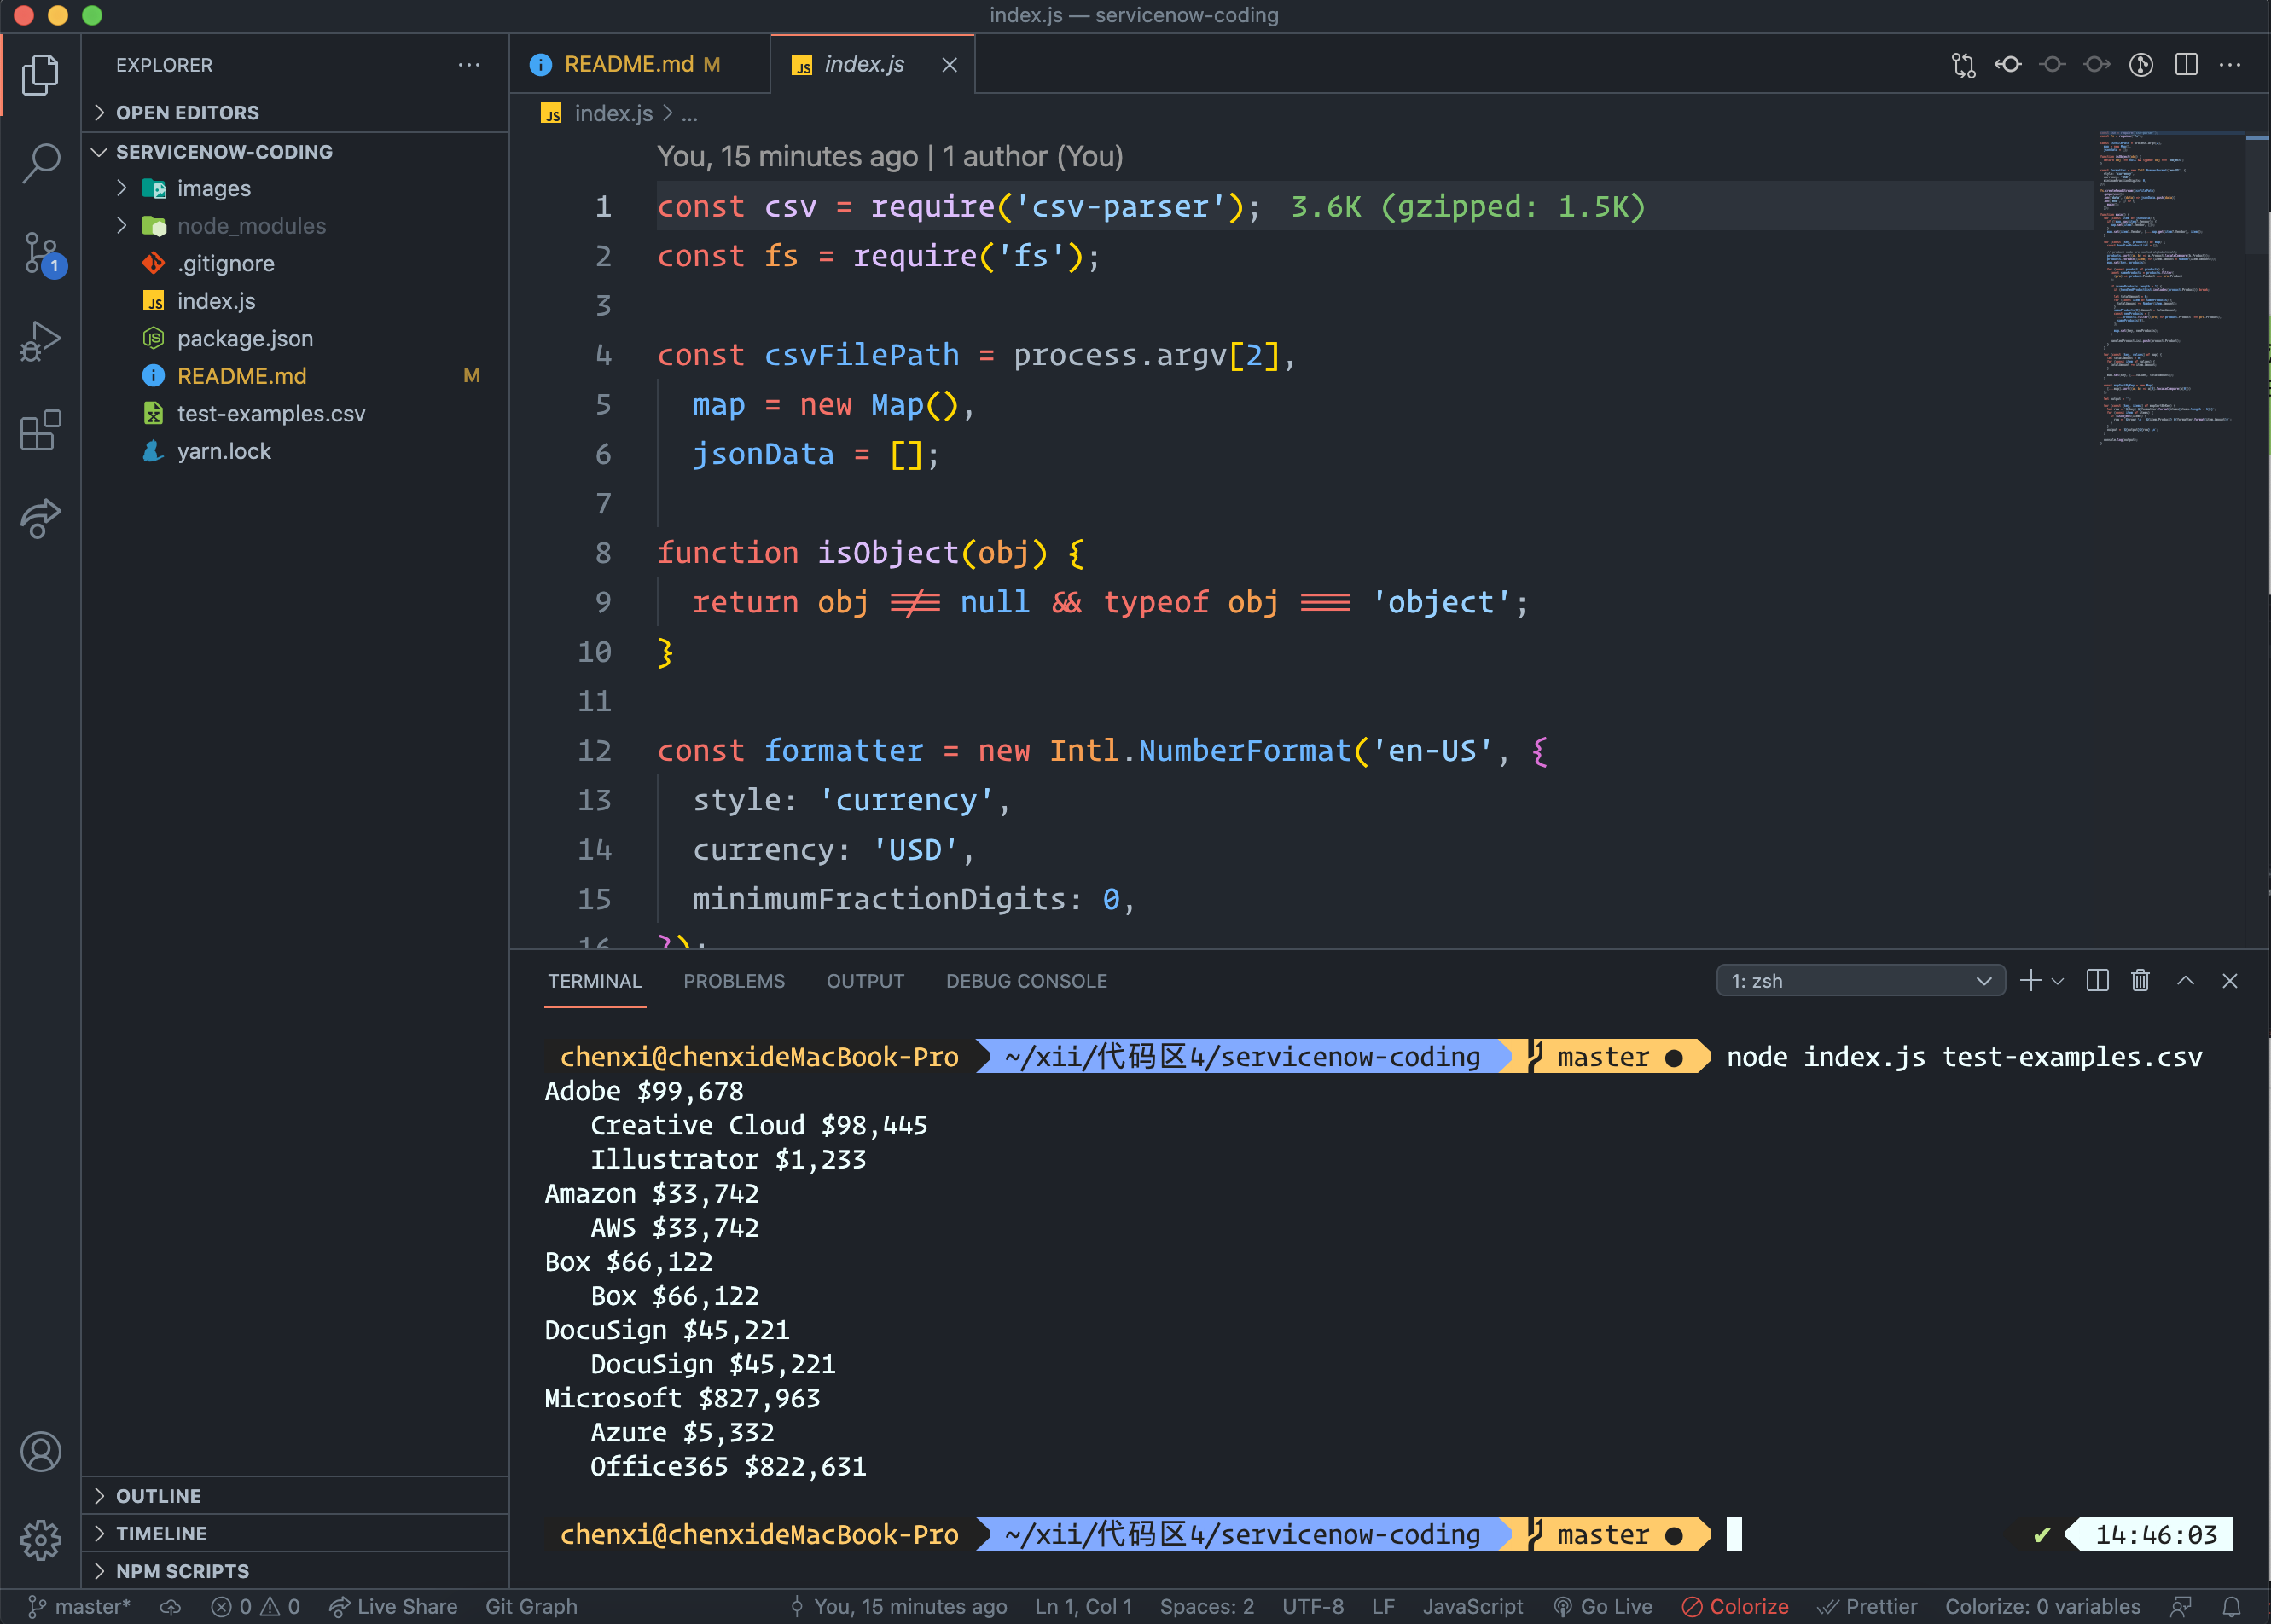 index.js — servicenow-coding
EXPLORER
OPEN EDITORS
SERVICENOW-CODING
images
node_modules
.gitignore
index.js
package.json
README.md M
test-examples.csv
yarn.lock
OUTLINE
TIMELINE
NPM SCRIPTS
1
README.md M
JS index.js
JS index.js > ...
You, 15 minutes ago | 1 author (You)
1 const csv = require('csv-parser'); 3.6K (gzipped: 1.5K)
2 const fs = require('fs');
3
4 const csvFilePath = process.argv[2],
5 map = new Map(),
6 jsonData = [];
7
8 function isObject(obj) {
9 return obj !== null && typeof obj === 'object';
10 }
11
12 const formatter = new Intl.NumberFormat('en-US', {
13 style: 'currency',
14 currency: 'USD',
15 minimumFractionDigits: 0,
16 });
TERMINAL PROBLEMS OUTPUT DEBUG CONSOLE 1: zsh
chenxi@chenxideMacBook-Pro ~/xii/代码区4/servicenow-coding master ● node index.js test-examples.csv
Adobe $99,678
Creative Cloud $98,445
Illustrator $1,233
Amazon $33,742
AWS $33,742
Box $66,122
Box $66,122
DocuSign $45,221
DocuSign $45,221
Microsoft $827,963
Azure $5,332
Office365 $822,631
chenxi@chenxideMacBook-Pro ~/xii/代码区4/servicenow-coding master ● ✔ 14:46:03
master* 0 0 Live Share Git Graph You, 15 minutes ago Ln 1, Col 1 Spaces: 2 UTF-8 LF JavaScript Go Live Colorize Prettier Colorize: 0 variables